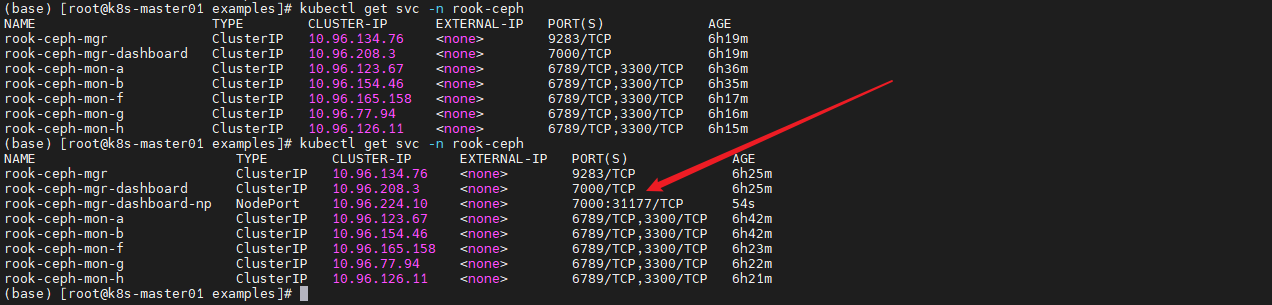 (base) [root@k8s-master01 examples]# kubectl get svc -n rook-ceph
NAME TYPE CLUSTER-IP EXTERNAL-IP PORT(S) AGE
rook-ceph-mgr ClusterIP 10.96.134.76 <none> 9283/TCP 6h19m
rook-ceph-mgr-dashboard ClusterIP 10.96.208.3 <none> 7000/TCP 6h19m
rook-ceph-mon-a ClusterIP 10.96.123.67 <none> 6789/TCP,3300/TCP 6h36m
rook-ceph-mon-b ClusterIP 10.96.154.46 <none> 6789/TCP,3300/TCP 6h35m
rook-ceph-mon-f ClusterIP 10.96.165.158 <none> 6789/TCP,3300/TCP 6h17m
rook-ceph-mon-g ClusterIP 10.96.77.94 <none> 6789/TCP,3300/TCP 6h16m
rook-ceph-mon-h ClusterIP 10.96.126.11 <none> 6789/TCP,3300/TCP 6h15m
(base) [root@k8s-master01 examples]# kubectl get svc -n rook-ceph
NAME TYPE CLUSTER-IP EXTERNAL-IP PORT(S) AGE
rook-ceph-mgr ClusterIP 10.96.134.76 <none> 9283/TCP 6h25m
rook-ceph-mgr-dashboard ClusterIP 10.96.208.3 <none> 7000/TCP 6h25m
rook-ceph-mgr-dashboard-np NodePort 10.96.224.10 <none> 7000:31177/TCP 54s
rook-ceph-mon-a ClusterIP 10.96.123.67 <none> 6789/TCP,3300/TCP 6h42m
rook-ceph-mon-b ClusterIP 10.96.154.46 <none> 6789/TCP,3300/TCP 6h42m
rook-ceph-mon-f ClusterIP 10.96.165.158 <none> 6789/TCP,3300/TCP 6h23m
rook-ceph-mon-g ClusterIP 10.96.77.94 <none> 6789/TCP,3300/TCP 6h22m
rook-ceph-mon-h ClusterIP 10.96.126.11 <none> 6789/TCP,3300/TCP 6h21m
(base) [root@k8s-master01 examples]#